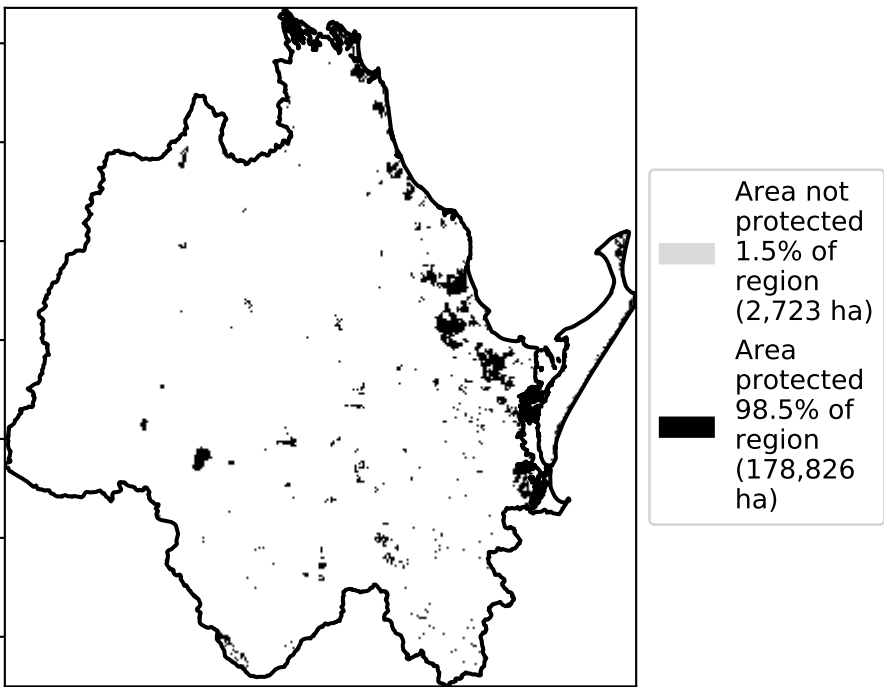 Area not
protected
1.5% of
region
(2,723 ha)
Area
protected
98.5% of
region
(178,826
ha)